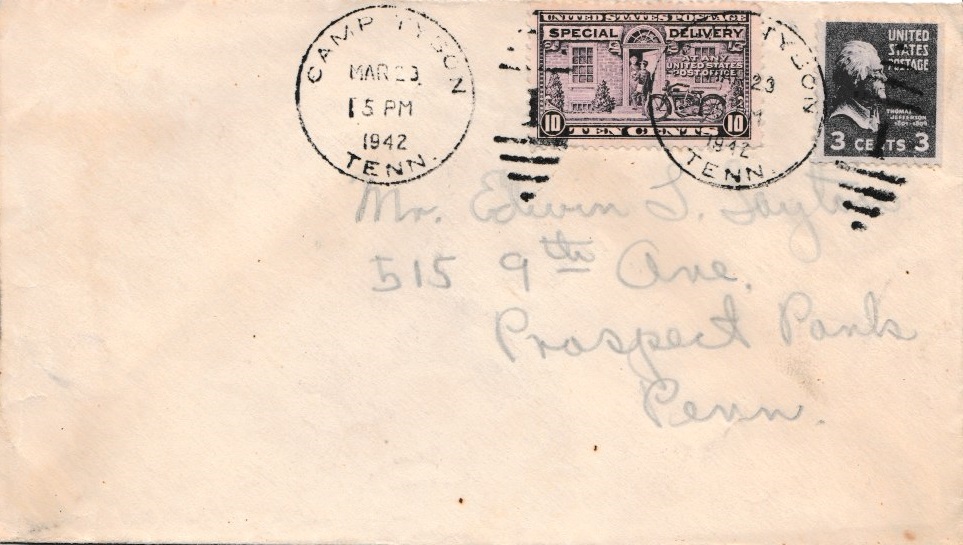 CAMP TYSON
MAR 23
5 PM
1942
TENN.
UNITED STATES POSTAGE
SPECIAL DELIVERY
AT ANY
UNITED STATES
POST OFFICE
10 TEN CENTS 10
TYSON
MAR 23
1942
TENN.
UNITED
STATES
POSTAGE
THOMAS
JEFFERSON
3 CENTS 3
Mr. Edwin
515 9th Ave.
Prospect Park
Penn.